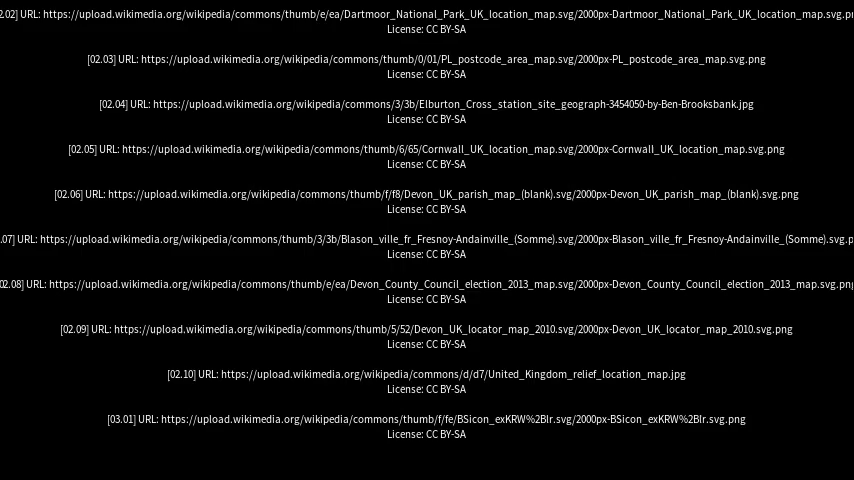 2.02] URL: https://upload.wikimedia.org/wikipedia/commons/thumb/e/ea/Dartmoor_National_Park_UK_location_map.svg/2000px-Dartmoor_National_Park_UK_location_map.svg.pn
License: CC BY-SA
[02.03] URL: https://upload.wikimedia.org/wikipedia/commons/thumb/0/01/PL_postcode_area_map.svg/2000px-PL_postcode_area_map.svg.png
License: CC BY-SA
[02.04] URL: https://upload.wikimedia.org/wikipedia/commons/3/3b/Elburton_Cross_station_site_geograph-3454050-by-Ben-Brooksbank.jpg
License: CC BY-SA
[02.05] URL: https://upload.wikimedia.org/wikipedia/commons/thumb/6/65/Cornwall_UK_location_map.svg/2000px-Cornwall_UK_location_map.svg.png
License: CC BY-SA
[02.06] URL: https://upload.wikimedia.org/wikipedia/commons/thumb/f/f8/Devon_UK_parish_map_(blank).svg/2000px-Devon_UK_parish_map_(blank).svg.png
License: CC BY-SA
.07] URL: https://upload.wikimedia.org/wikipedia/commons/thumb/3/3b/Blason_ville_fr_Fresnoy-Andainville_(Somme).svg/2000px-Blason_ville_fr_Fresnoy-Andainville_(Somme).svg.p
License: CC BY-SA
02.08] URL: https://upload.wikimedia.org/wikipedia/commons/thumb/e/ea/Devon_County_Council_election_2013_map.svg/2000px-Devon_County_Council_election_2013_map.svg.png
License: CC BY-SA
[02.09] URL: https://upload.wikimedia.org/wikipedia/commons/thumb/5/52/Devon_UK_locator_map_2010.svg/2000px-Devon_UK_locator_map_2010.svg.png
License: CC BY-SA
[02.10] URL: https://upload.wikimedia.org/wikipedia/commons/d/d7/United_Kingdom_relief_location_map.jpg
License: CC BY-SA
[03.01] URL: https://upload.wikimedia.org/wikipedia/commons/thumb/f/fe/BSicon_exKRW%2Blr.svg/2000px-BSicon_exKRW%2Blr.svg.png
License: CC BY-SA